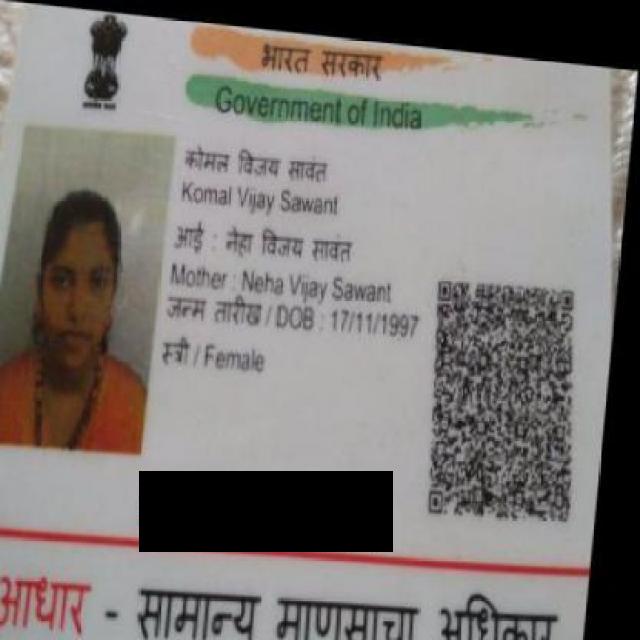 भारत सरकार
Government of India
कोमल विजय सावंत
Komal Vijay Sawant
आई : नेहा विजय सावंत
Mother : Neha Vijay Sawant
जन्म तारीख / DOB : 17/11/1997
स्त्री / Female
आधार - सामान्य माणसाचा अधिकार